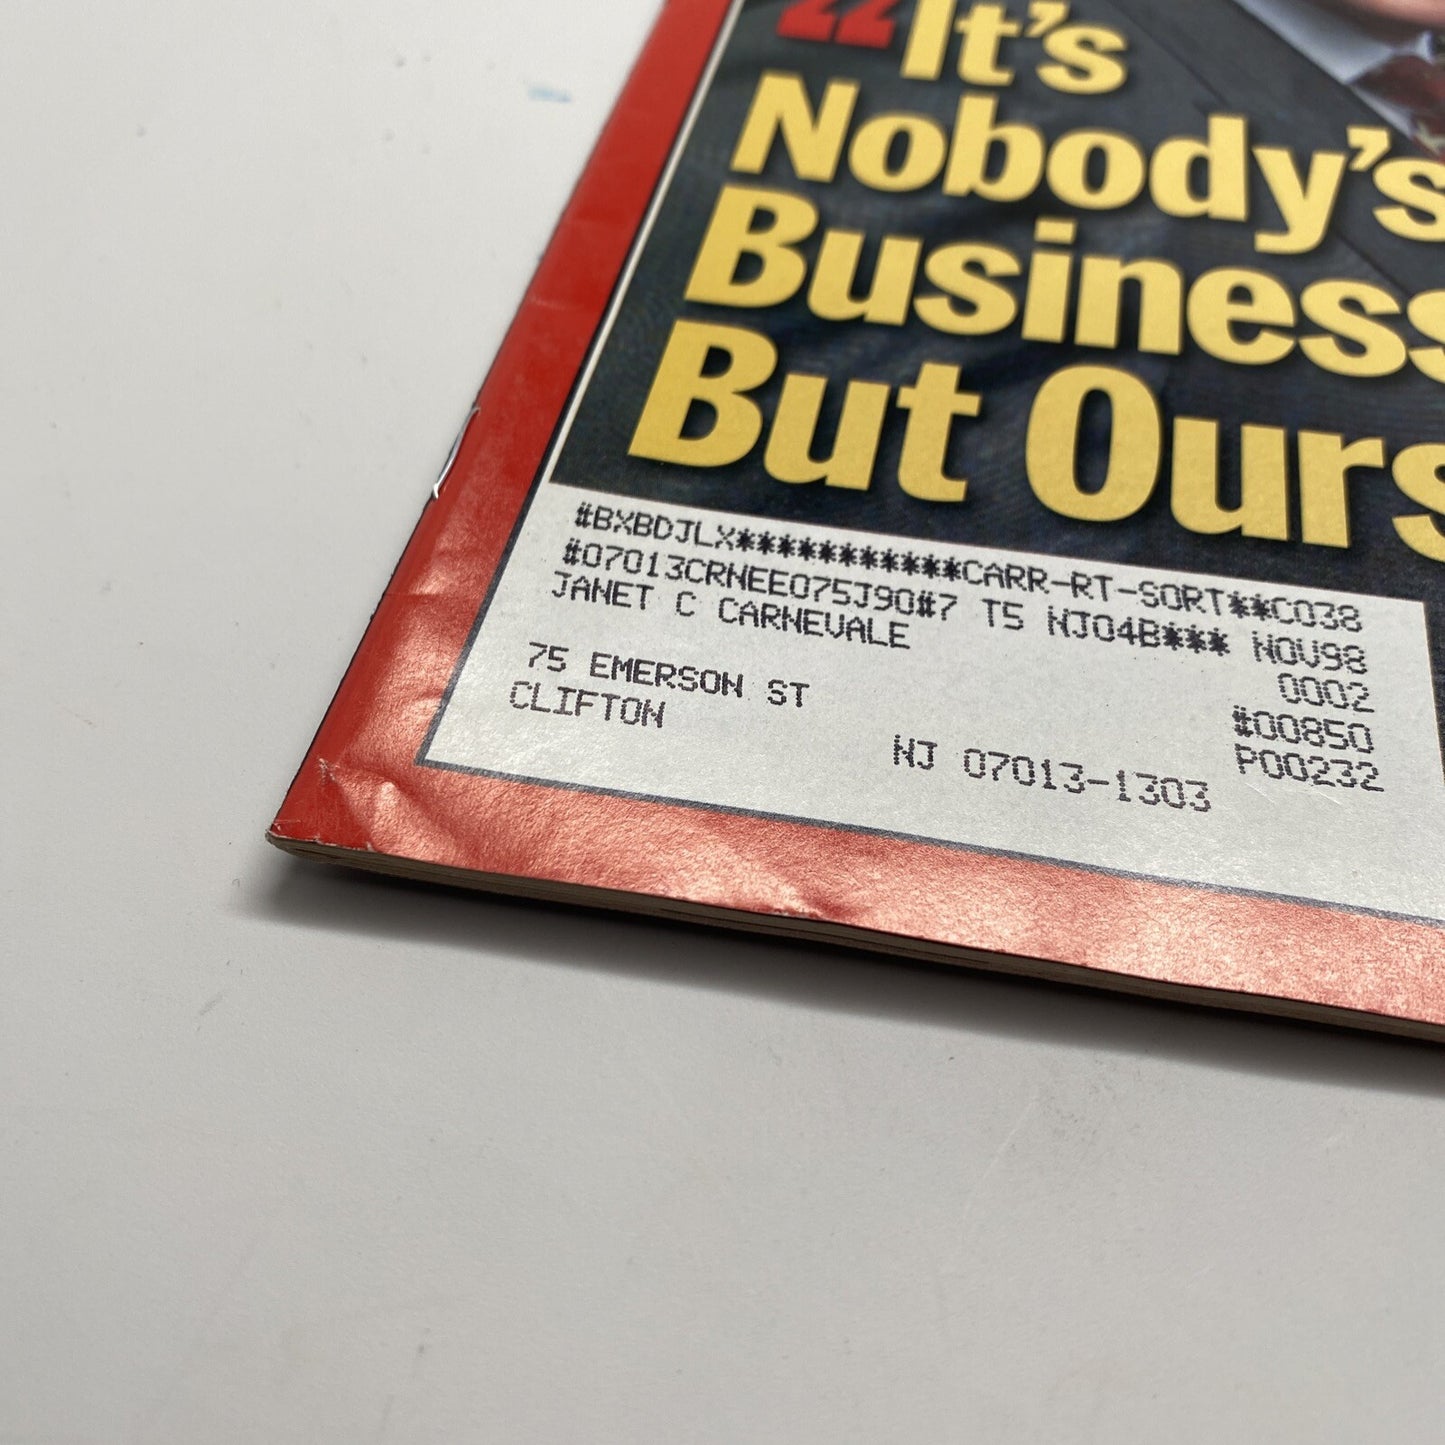 “It's
Nobody's
Business
But Ours
#BXBDJLX***********CARR-RT-SORT**C038
#07013CRNEE075J90#7 T5 NJ04B*** NOV98
JANET C CARNEVALE
0002
75 EMERSON ST
#00850
CLIFTON
P00232
NJ 07013-1303